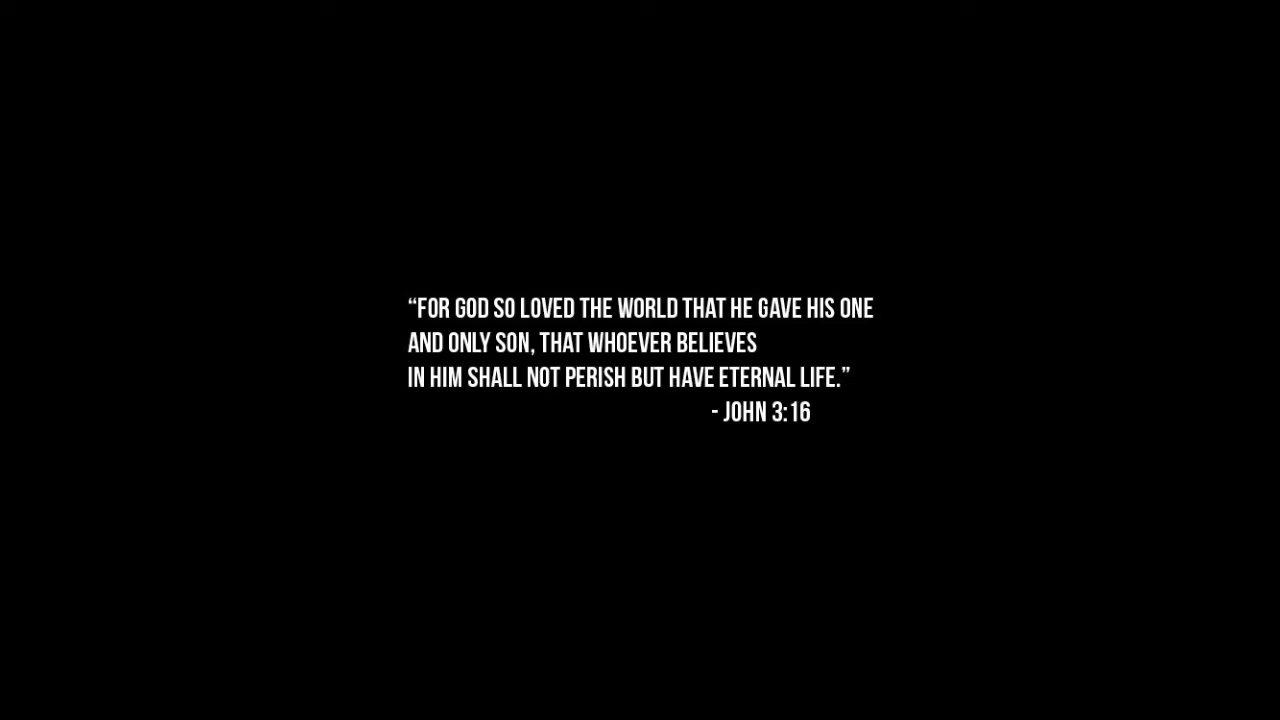 “FOR GOD SO LOVED THE WORLD THAT HE GAVE HIS ONE
AND ONLY SON, THAT WHOEVER BELIEVES
IN HIM SHALL NOT PERISH BUT HAVE ETERNAL LIFE.”
- JOHN 3:16